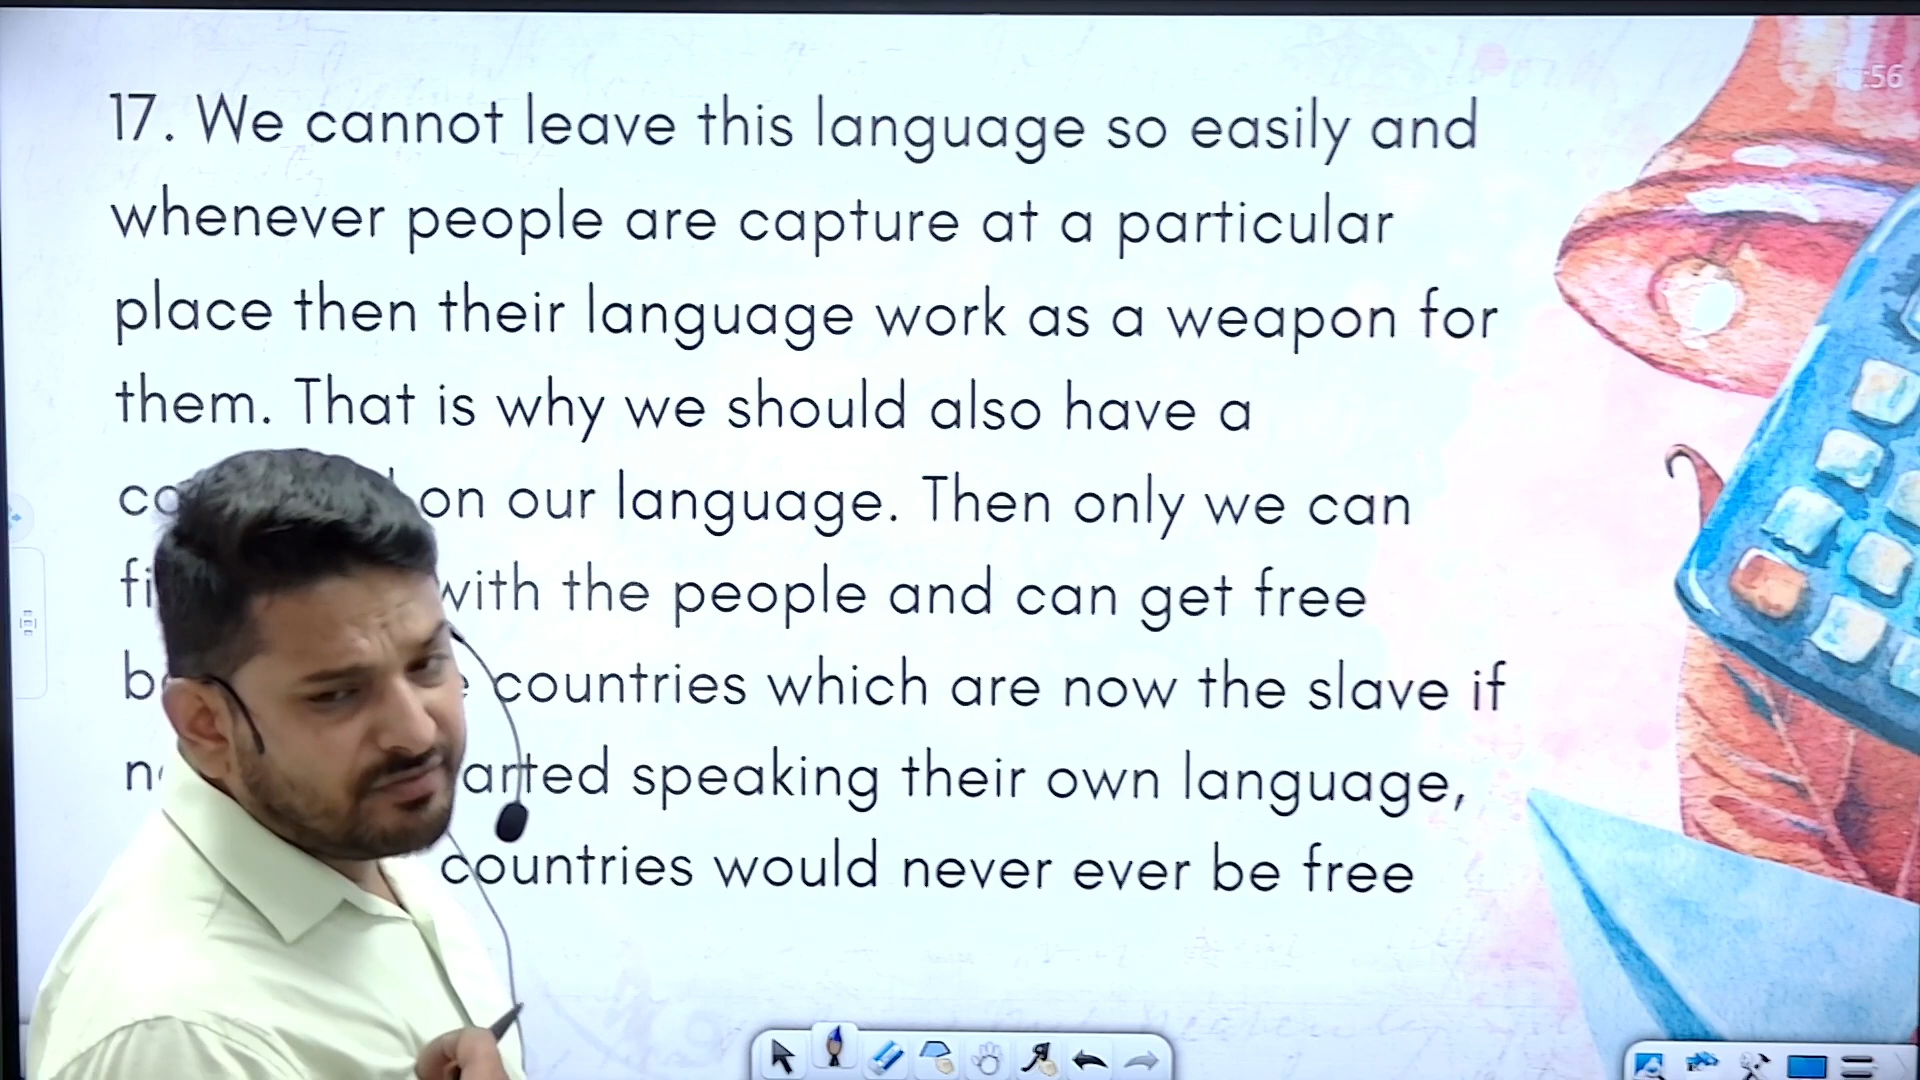 :56
17. We cannot leave this language so easily and
whenever people are capture at a particular
place then their language work as a weapon for
them. That is why we should also have a
on our language. Then only we can
with the people and can get free
countries which are now the slave if
speaking their own language,
countries would never ever be free